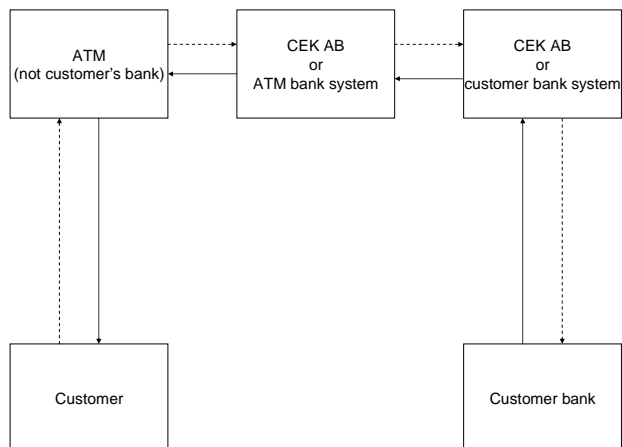 ATM
(not customer's bank)
CEK AB
or
ATM bank system
CEK AB
or
customer bank system
Customer
Customer bank